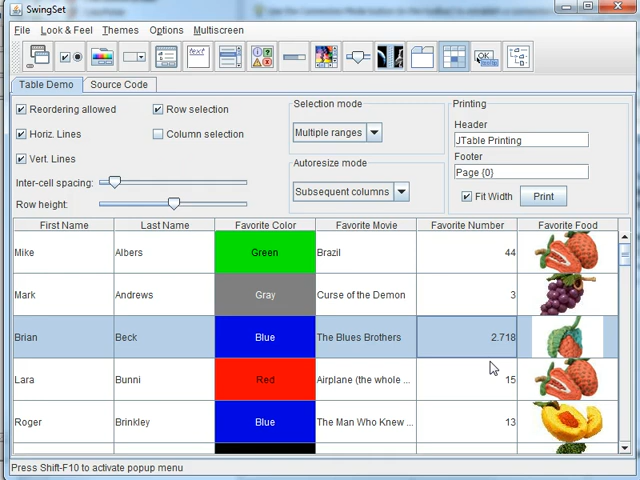 SwingSet
File Look & Feel Themes Options Multiscreen
Table Demo Source Code
Reordering allowed Row selection
Horiz. Lines Column selection
Vert. Lines
Inter-cell spacing:
Row height:
Selection mode
Multiple ranges
Autoresize mode
Subsequent columns
Printing
Header
JTable Printing
Footer
Page {0}
Fit Width Print
First Name Last Name Favorite Color Favorite Movie Favorite Number Favorite Food
Mike Albers Green Brazil 44
Mark Andrews Gray Curse of the Demon 3
Brian Beck Blue The Blues Brothers 2.718
Lara Bunni Red Airplane (the whole ... 15
Roger Brinkley Blue The Man Who Knew ... 13
Press Shift-F10 to activate popup menu